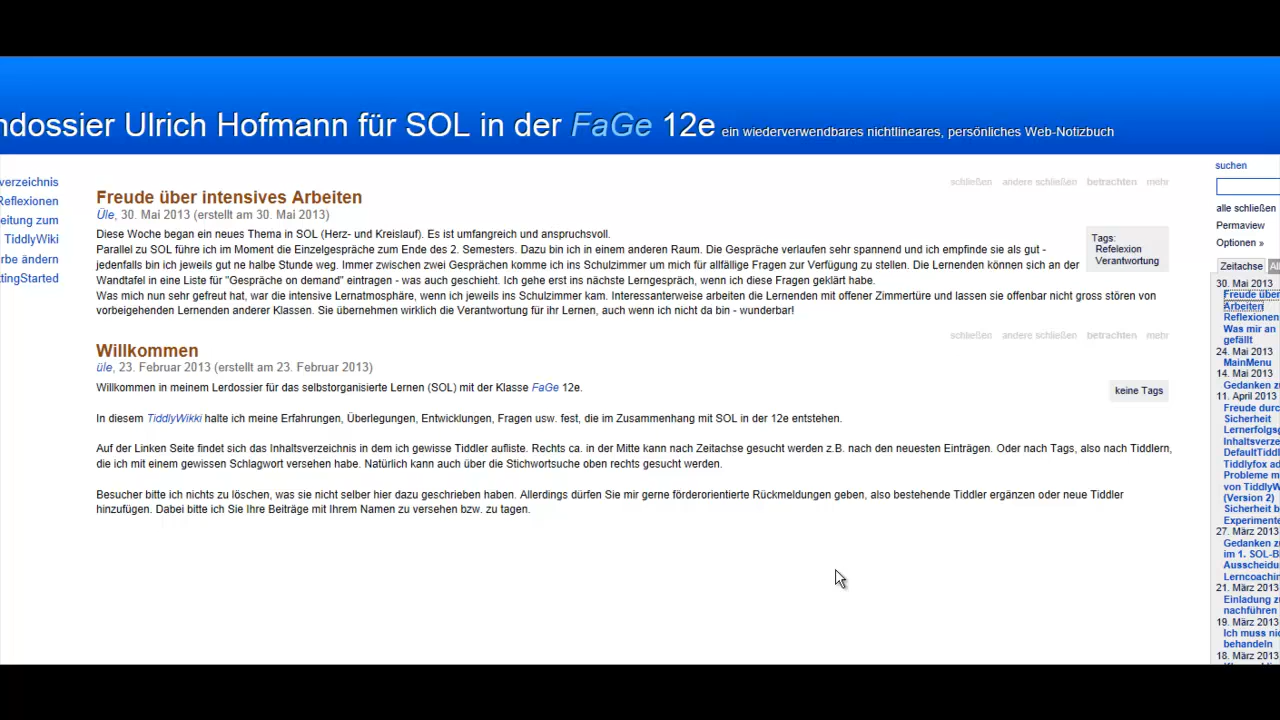 ndossier Ulrich Hofmann für SOL in der FaGe 12e ein wiederverwendbares nichtlineares, persönliches Web-Notizbuch
verzeichnis
Reflexionen
eitung zum
TiddlyWiki
rbe ändern
tingStarted
schließen andere schließen betrachten mehr
Freude über intensives Arbeiten
Üle, 30. Mai 2013 (erstellt am 30. Mai 2013)
Diese Woche began ein neues Thema in SOL (Herz- und Kreislauf). Es ist umfangreich und anspruchsvoll.
Parallel zu SOL führe ich im Moment die Einzelgespräche zum Ende des 2. Semesters. Dazu bin ich in einem anderen Raum. Die Gespräche verlaufen sehr spannend und ich empfinde sie als gut -
jedenfalls bin ich jeweils gut ne halbe Stunde weg. Immer zwischen zwei Gesprächen komme ich ins Schulzimmer um mich für allfällige Fragen zur Verfügung zu stellen. Die Lernenden können sich an der
Wandtafel in eine Liste für "Gespräche on demand" eintragen - was auch geschieht. Ich gehe erst ins nächste Lerngespräch, wenn ich diese Fragen geklärt habe.
Was mich nun sehr gefreut hat, war die intensive Lernatmosphäre, wenn ich jeweils ins Schulzimmer kam. Interessanterweise arbeiten die Lernenden mit offener Zimmertüre und lassen sie offenbar nicht gross stören von
vorbeigehenden Lernenden anderer Klassen. Sie übernehmen wirklich die Verantwortung für ihr Lernen, auch wenn ich nicht da bin - wunderbar!
Tags:
Refelexion
Verantwortung
schließen andere schließen betrachten mehr
Willkommen
üle, 23. Februar 2013 (erstellt am 23. Februar 2013)
Willkommen in meinem Lerdossier für das selbstorganisierte Lernen (SOL) mit der Klasse FaGe 12e.
keine Tags
In diesem TiddlyWikki halte ich meine Erfahrungen, Überlegungen, Entwicklungen, Fragen usw. fest, die im Zusammenhang mit SOL in der 12e entstehen.
Auf der Linken Seite findet sich das Inhaltsverzeichnis in dem ich gewisse Tiddler aufliste. Rechts ca. in der Mitte kann nach Zeitachse gesucht werden z.B. nach den neuesten Einträgen. Oder nach Tags, also nach Tiddlern,
die ich mit einem gewissen Schlagwort versehen habe. Natürlich kann auch über die Stichwortsuche oben rechts gesucht werden.
Besucher bitte ich nichts zu löschen, was sie nicht selber hier dazu geschrieben haben. Allerdings dürfen Sie mir gerne förderorientierte Rückmeldungen geben, also bestehende Tiddler ergänzen oder neue Tiddler
hinzufügen. Dabei bitte ich Sie Ihre Beiträge mit Ihrem Namen zu versehen bzw. zu tagen.
suchen
alle schließen
Permaview
Optionen »
Zeitachse Al
30. Mai 2013
Freude über
Arbeiten
Reflexionen
Was mir an
gefällt
24. Mai 2013
MainMenu
14. Mai 2013
Gedanken z
11. April 2013
Freude durc
Sicherheit
Lernerfolgs
Inhaltsverze
DefaultTiddl
Tiddlyfox ad
Probleme m
von TiddlyW
(Version 2)
Sicherheit b
Experimente
27. März 2013
Gedanken z
im 1. SOL-B
Ausscheidu
Lerncoachin
21. März 2013
Einladung z
nachführen
19. März 2013
Ich muss nic
behandeln
18. März 2013